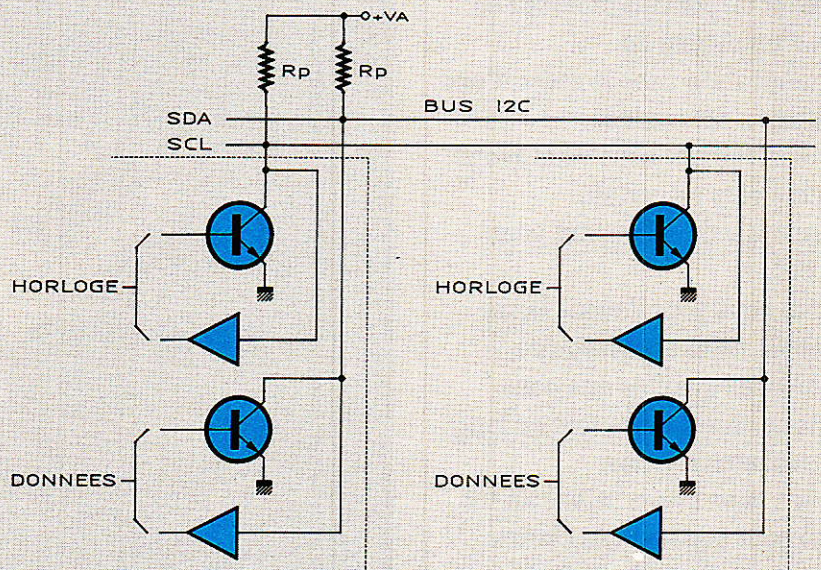 +VA
Rp Rp
BUS I2C
SDA
SCL
HORLOGE HORLOGE
DONNEES DONNEES